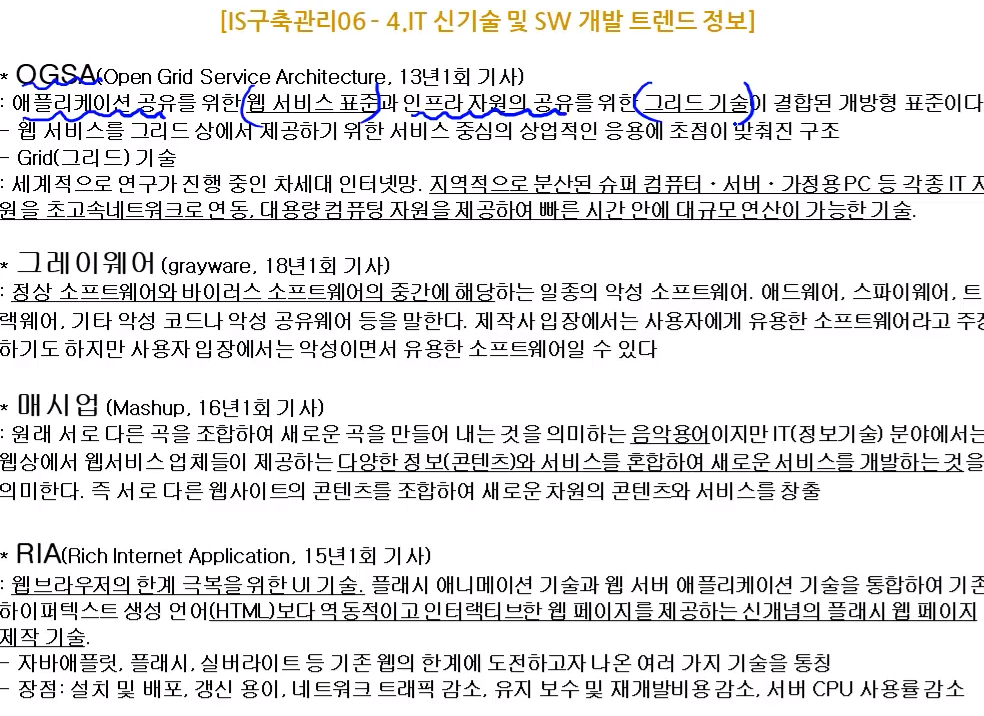 [IS구축관리06 - 4.IT 신기술 및 SW 개발 트렌드 정보]
* OGSA(Open Grid Service Architecture, 13년1회 기사)
: 애플리케이션 공유를 위한 웹 서비스 표준과 인프라 자원의 공유를 위한 그리드 기술이 결합된 개방형 표준이다
- 웹 서비스를 그리드 상에서 제공하기 위한 서비스 중심의 상업적인 응용에 초점이 맞춰진 구조
- Grid(그리드) 기술
: 세계적으로 연구가 진행 중인 차세대 인터넷망. 지역적으로 분산된 슈퍼 컴퓨터·서버·가정용 PC 등 각종 IT 자
원을 초고속네트워크로 연동, 대용량 컴퓨팅 자원을 제공하여 빠른 시간 안에 대규모 연산이 가능한 기술.
* 그레이웨어 (grayware, 18년1회 기사)
: 정상 소프트웨어와 바이러스 소프트웨어의 중간에 해당하는 일종의 악성 소프트웨어. 애드웨어, 스파이웨어, 트
랙웨어, 기타 악성 코드나 악성 공유웨어 등을 말한다. 제작사 입장에서는 사용자에게 유용한 소프트웨어라고 주장
하기도 하지만 사용자 입장에서는 악성이면서 유용한 소프트웨어일 수 있다
* 매시업 (Mashup, 16년1회 기사)
: 원래 서로 다른 곡을 조합하여 새로운 곡을 만들어 내는 것을 의미하는 음악용어이지만 IT(정보기술) 분야에서는
웹상에서 웹서비스 업체들이 제공하는 다양한 정보(콘텐츠)와 서비스를 혼합하여 새로운 서비스를 개발하는 것을
의미한다. 즉 서로 다른 웹사이트의 콘텐츠를 조합하여 새로운 차원의 콘텐츠와 서비스를 창출
* RIA(Rich Internet Application, 15년1회 기사)
: 웹브라우저의 한계 극복을 위한 UI 기술. 플래시 애니메이션 기술과 웹 서버 애플리케이션 기술을 통합하여 기존
하이퍼텍스트 생성 언어(HTML)보다 역동적이고 인터랙티브한 웹 페이지를 제공하는 신개념의 플래시 웹 페이지
제작 기술.
- 자바애플릿, 플래시, 실버라이트 등 기존 웹의 한계에 도전하고자 나온 여러 가지 기술을 통칭
- 장점: 설치 및 배포, 갱신 용이, 네트워크 트래픽 감소, 유지 보수 및 재개발비용 감소, 서버 CPU 사용률 감소